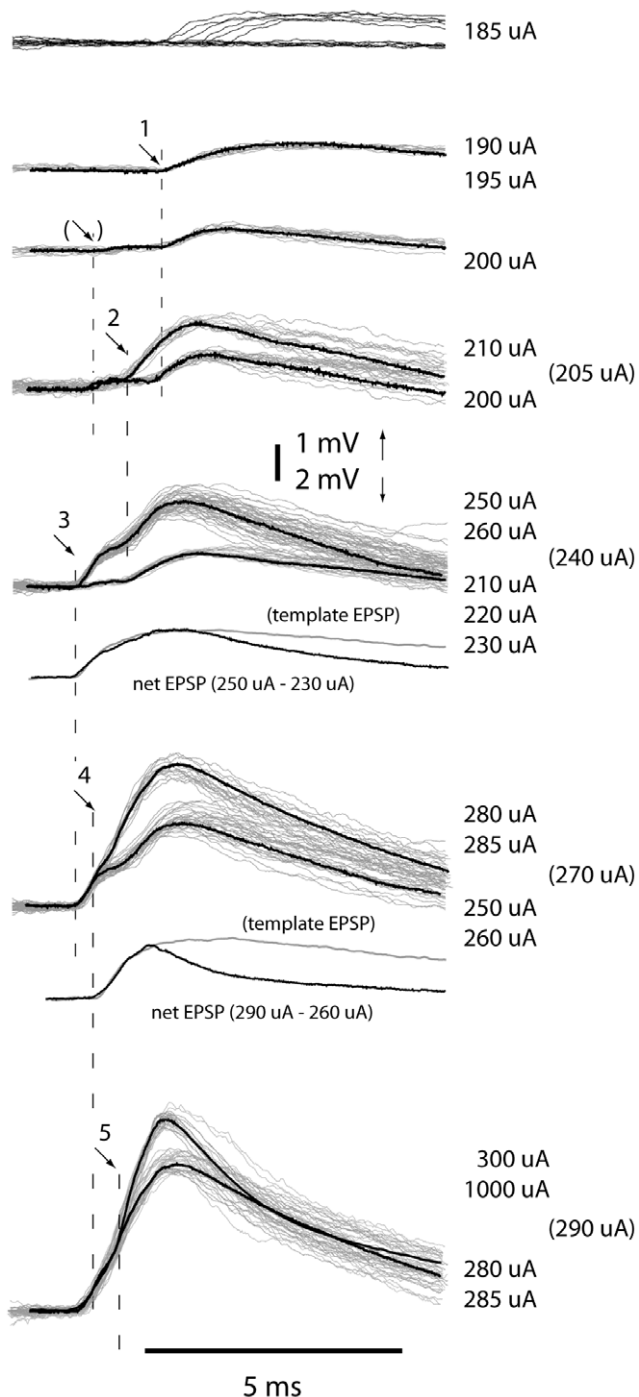 185 uA
1
190 uA
195 uA
( )
200 uA
2
210 uA
(205 uA)
200 uA
1 mV
2 mV
3
250 uA
260 uA
(240 uA)
210 uA
(template EPSP)
220 uA
230 uA
net EPSP (250 uA - 230 uA)
4
280 uA
285 uA
(270 uA)
250 uA
(template EPSP)
260 uA
net EPSP (290 uA - 260 uA)
5
300 uA
1000 uA
(290 uA)
280 uA
285 uA
5 ms